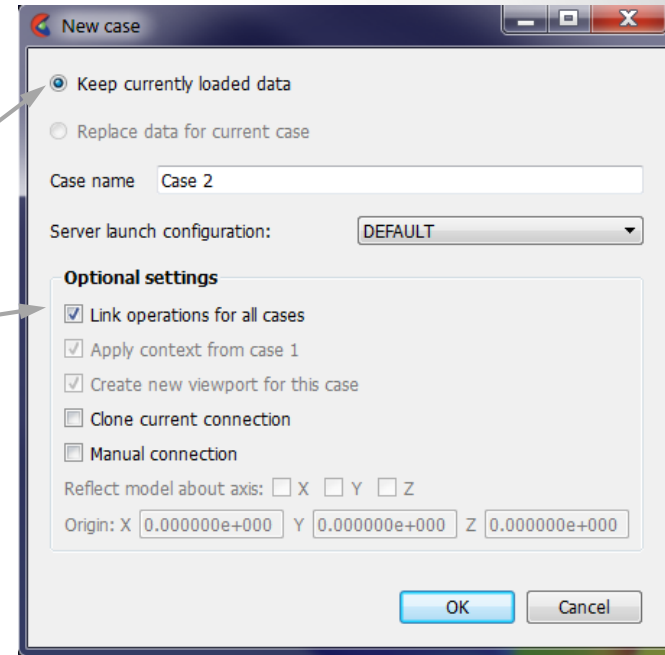 New case
Keep currently loaded data
Replace data for current case
Case name Case 2
Server launch configuration: DEFAULT
Optional settings
Link operations for all cases
Apply context from case 1
Create new viewport for this case
Clone current connection
Manual connection
Reflect model about axis: X Y Z
Origin: X 0.000000e+000 Y 0.000000e+000 Z 0.000000e+000
OK Cancel